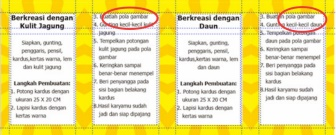 Berkreasi dengan
Kulit Jagung
Siapkan, gunting,
penggaris, pensil,
kardus,kertas warna, lem
dan kulit jagung
Langkah Pembuatan:
1. Potong kardus dengan
ukuran 25 X 20 CM
2. Lapisi kardus dengan
kertas warna
3. Buatlah pola gambar
4. Gunting kecil-kecil kulit
jagung
5. Tempelkan potongan
kulit jagung pada pola
gambar
6. Keringkan sampai
benar-benar menempel
7. Beri penyangga pada
sisi bagian belakang
kardus
8.Hasil karyamu sudah
jadi dan siap dipajang
Berkreasi dengan
Daun
Siapkan, gunting,
penggaris, pensil,
kardus,kertas warna, lem
dan daun
Langkah Pembuatan:
1. Potong kardus dengan
ukuran 25 X 20 CM
2. Lapisi kardus dengan
kertas warna
3. Buatlah pola gambar
4. Gunting kecil-kecil daun
5. Tempelkan potongan
daun pada pola gambar
6. Keringkan sampai
benar-benar menempel
7. Beri penyangga pada
sisi bagian belakang
kardus
8.Hasil karyamu sudah
jadi dan siap dipajang